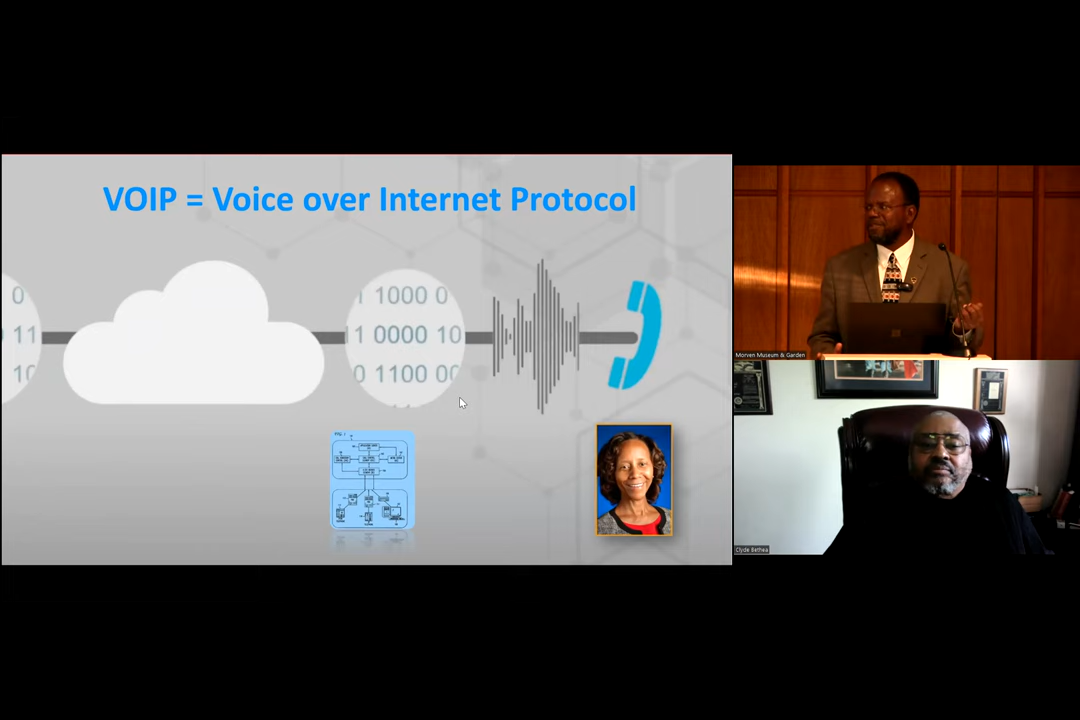 VOIP = Voice over Internet Protocol
0
11
10
1 1000 0
1 0000 10
0 1100 00
Morven Museum & Garden
Clyde Bethea